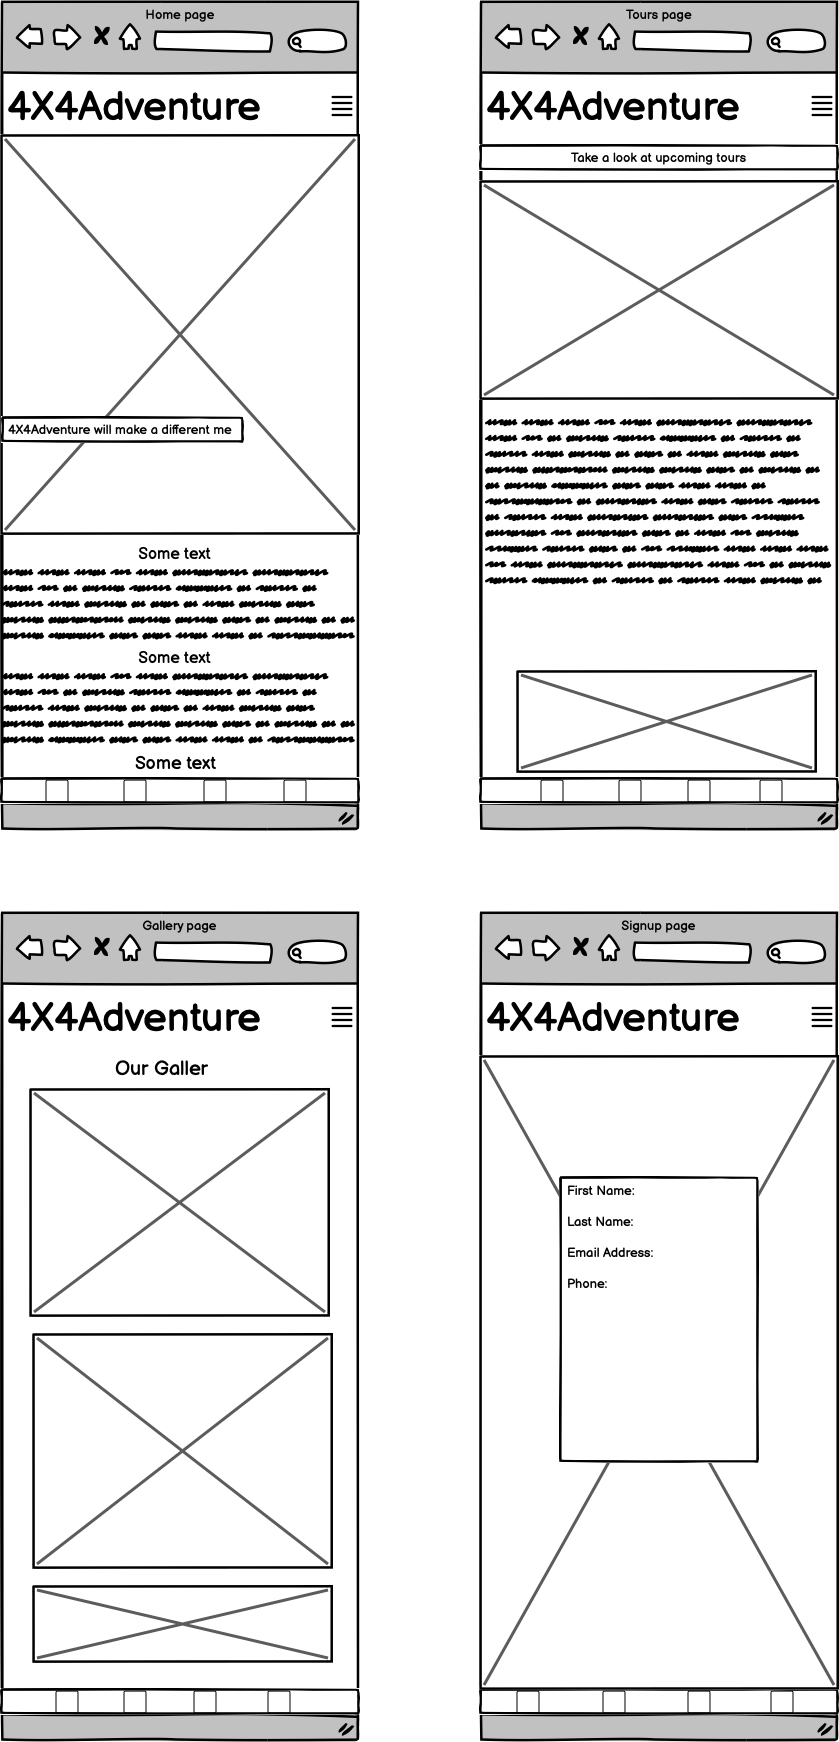 Home page
4X4Adventure
4X4Adventure will make a different me
Some text
Some text
Some text
Tours page
4X4Adventure
Take a look at upcoming tours
Gallery page
4X4Adventure
Our Galler
Signup page
4X4Adventure
First Name:
Last Name:
Email Address:
Phone: